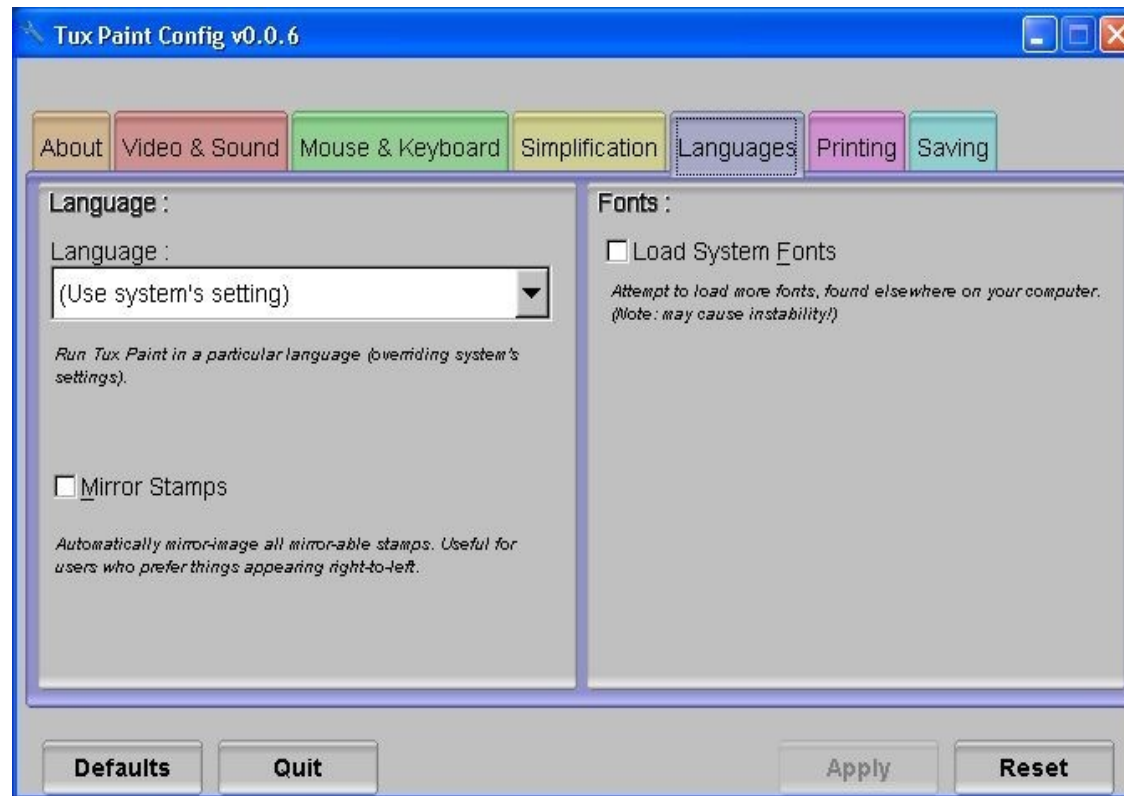 Tux Paint Config v0.0.6
About Video & Sound Mouse & Keyboard Simplification Languages Printing Saving
Language :
Language :
(Use system's setting)
Run Tux Paint in a particular language (overriding system's
settings).
Mirror Stamps
Automatically mirror-image all mirror-able stamps. Useful for
users who prefer things appearing right-to-left.
Fonts :
Load System Fonts
Attempt to load more fonts, found elsewhere on your computer.
(Note: may cause instability!)
Defaults Quit Apply Reset